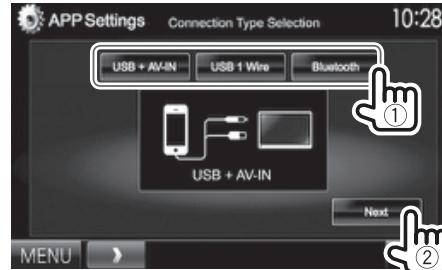 APP Settings Connection Type Selection 10:28
USB + AV-IN USB 1 Wire Bluetooth
①
USB + AV-IN
Next
MENU
②